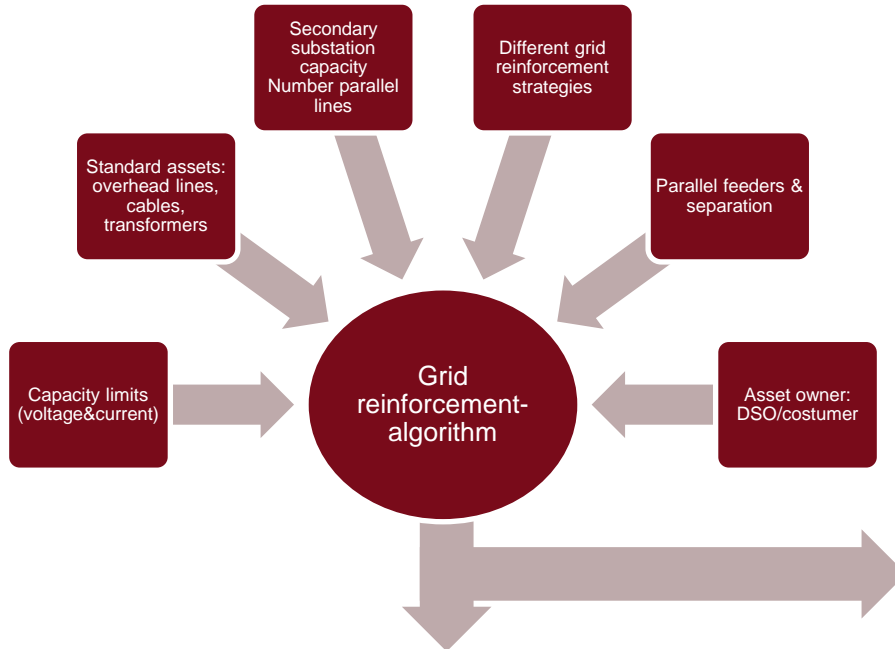 Secondary
substation
capacity
Number parallel
lines
Different grid
reinforcement
strategies
Standard assets:
overhead lines,
cables,
transformers
Parallel feeders &
separation
Capacity limits
(voltage&current)
Grid
reinforcement-
algorithm
Asset owner:
DSO/costumer